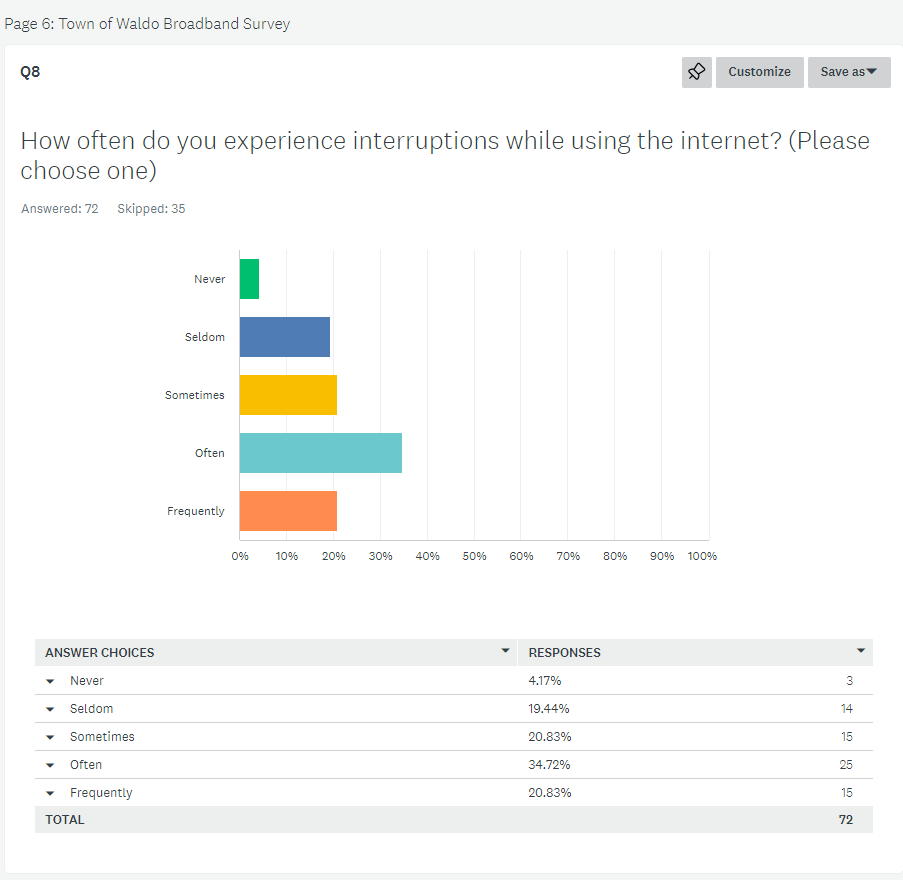 Page 6: Town of Waldo Broadband Survey
Q8
Customize
Save as
How often do you experience interruptions while using the internet? (Please
choose one)
Answered: 72 Skipped: 35
Never
Seldom
Sometimes
Often
Frequently
0% 10% 20% 30% 40% 50% 60% 70% 80% 90% 100%
ANSWER CHOICES RESPONSES
Never 4.17% 3
Seldom 19.44% 14
Sometimes 20.83% 15
Often 34.72% 25
Frequently 20.83% 15
TOTAL 72